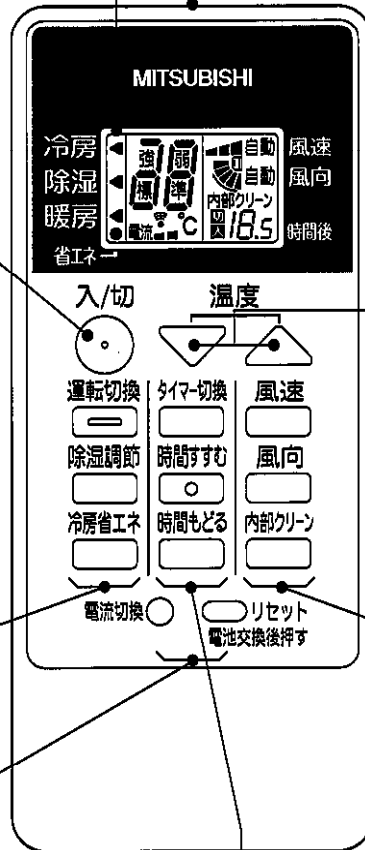 MITSUBISHI
冷房 強 弱 自動 風速
除湿 標 準 自動 風向
暖房 内部クリーン
電流 ℃ 切 入 18.5 時間後
省エネ
入/切 温度
運転切換 タイマー切換 風速
除湿調節 時間すすむ 風向
冷房省エネ 時間もどる 内部クリーン
電流切換 リセット
電池交換後押す